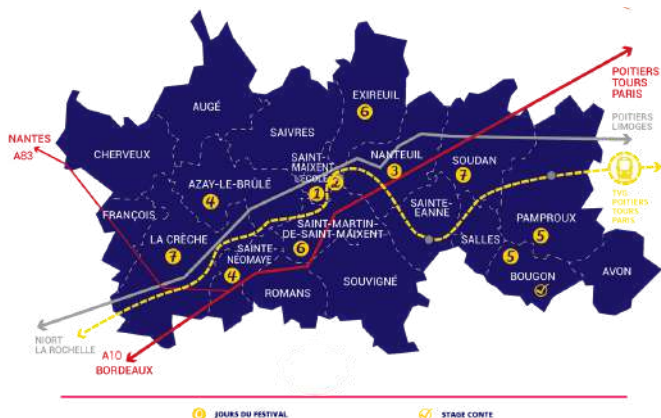 EXIREUIL
6
POITIERS
TOURS
PARIS
AUGÉ
SAIVRES
POITIERS
LIMOGES
NANTES
A83
CHERVEUX
SAINT-
MAIXENT
L'ÉCOLE
1
2
NANTEUIL
3
SOUDAN
7
AZAY-LE-BRÛLÉ
4
TVG
POITIERS
TOURS
PARIS
FRANÇOIS
SAINTE-
EANNE
PAMPROUX
5
LA CRÈCHE
7
SAINT-MARTIN-
DE-SAINT-MAIXENT
6
SAINTE-
NÉOMAYE
4
SALLES
5
BOUGON
AVON
ROMANS
SOUVIGNÉ
NIORT
LA ROCHELLE
A10
BORDEAUX
JOURS DU FESTIVAL
STAGE CONTE